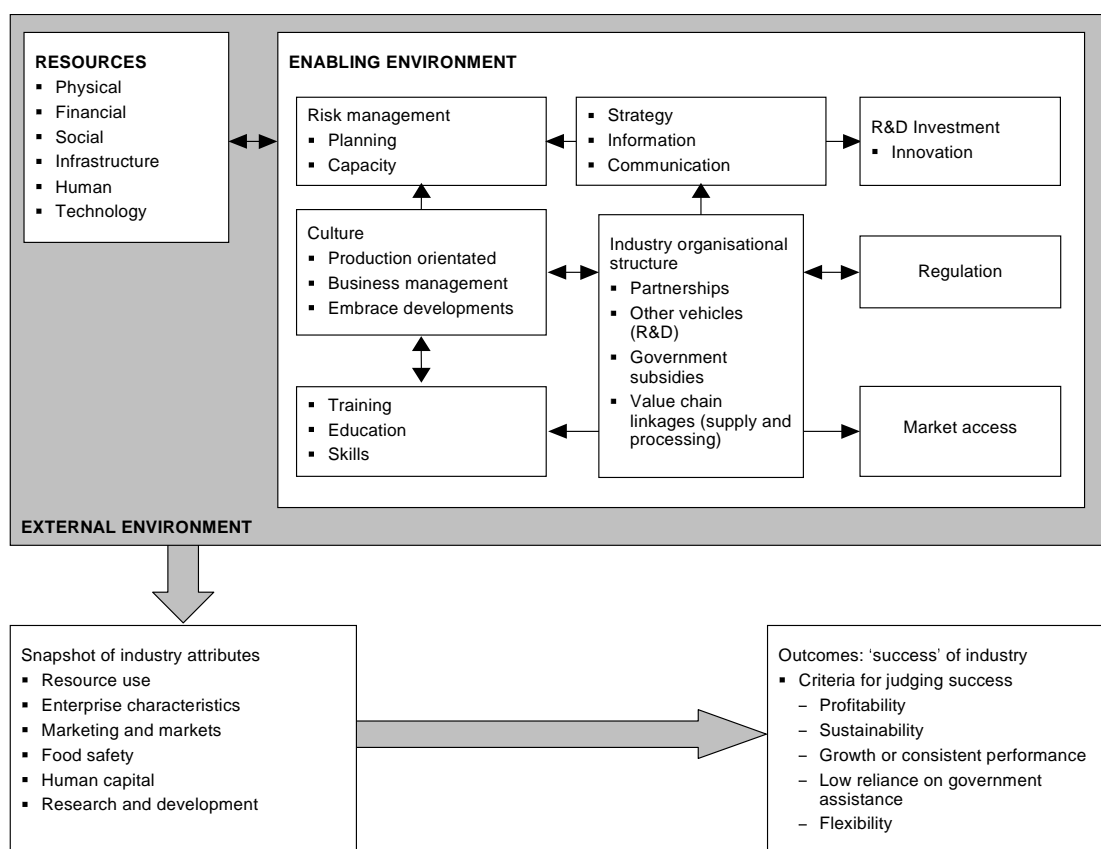 RESOURCES
▪ Physical
▪ Financial
▪ Social
▪ Infrastructure
▪ Human
▪ Technology
ENABLING ENVIRONMENT
Risk management
▪ Planning
▪ Capacity
▪ Strategy
▪ Information
▪ Communication
R&D Investment
▪ Innovation
Culture
▪ Production orientated
▪ Business management
▪ Embrace developments
Industry organisational
structure
▪ Partnerships
▪ Other vehicles
(R&D)
▪ Government
subsidies
▪ Value chain
linkages (supply and
processing)
Regulation
▪ Training
▪ Education
▪ Skills
Market access
EXTERNAL ENVIRONMENT
Snapshot of industry attributes
▪ Resource use
▪ Enterprise characteristics
▪ Marketing and markets
▪ Food safety
▪ Human capital
▪ Research and development
Outcomes: ‘success’ of industry
▪ Criteria for judging success
– Profitability
– Sustainability
– Growth or consistent performance
– Low reliance on government
assistance
– Flexibility